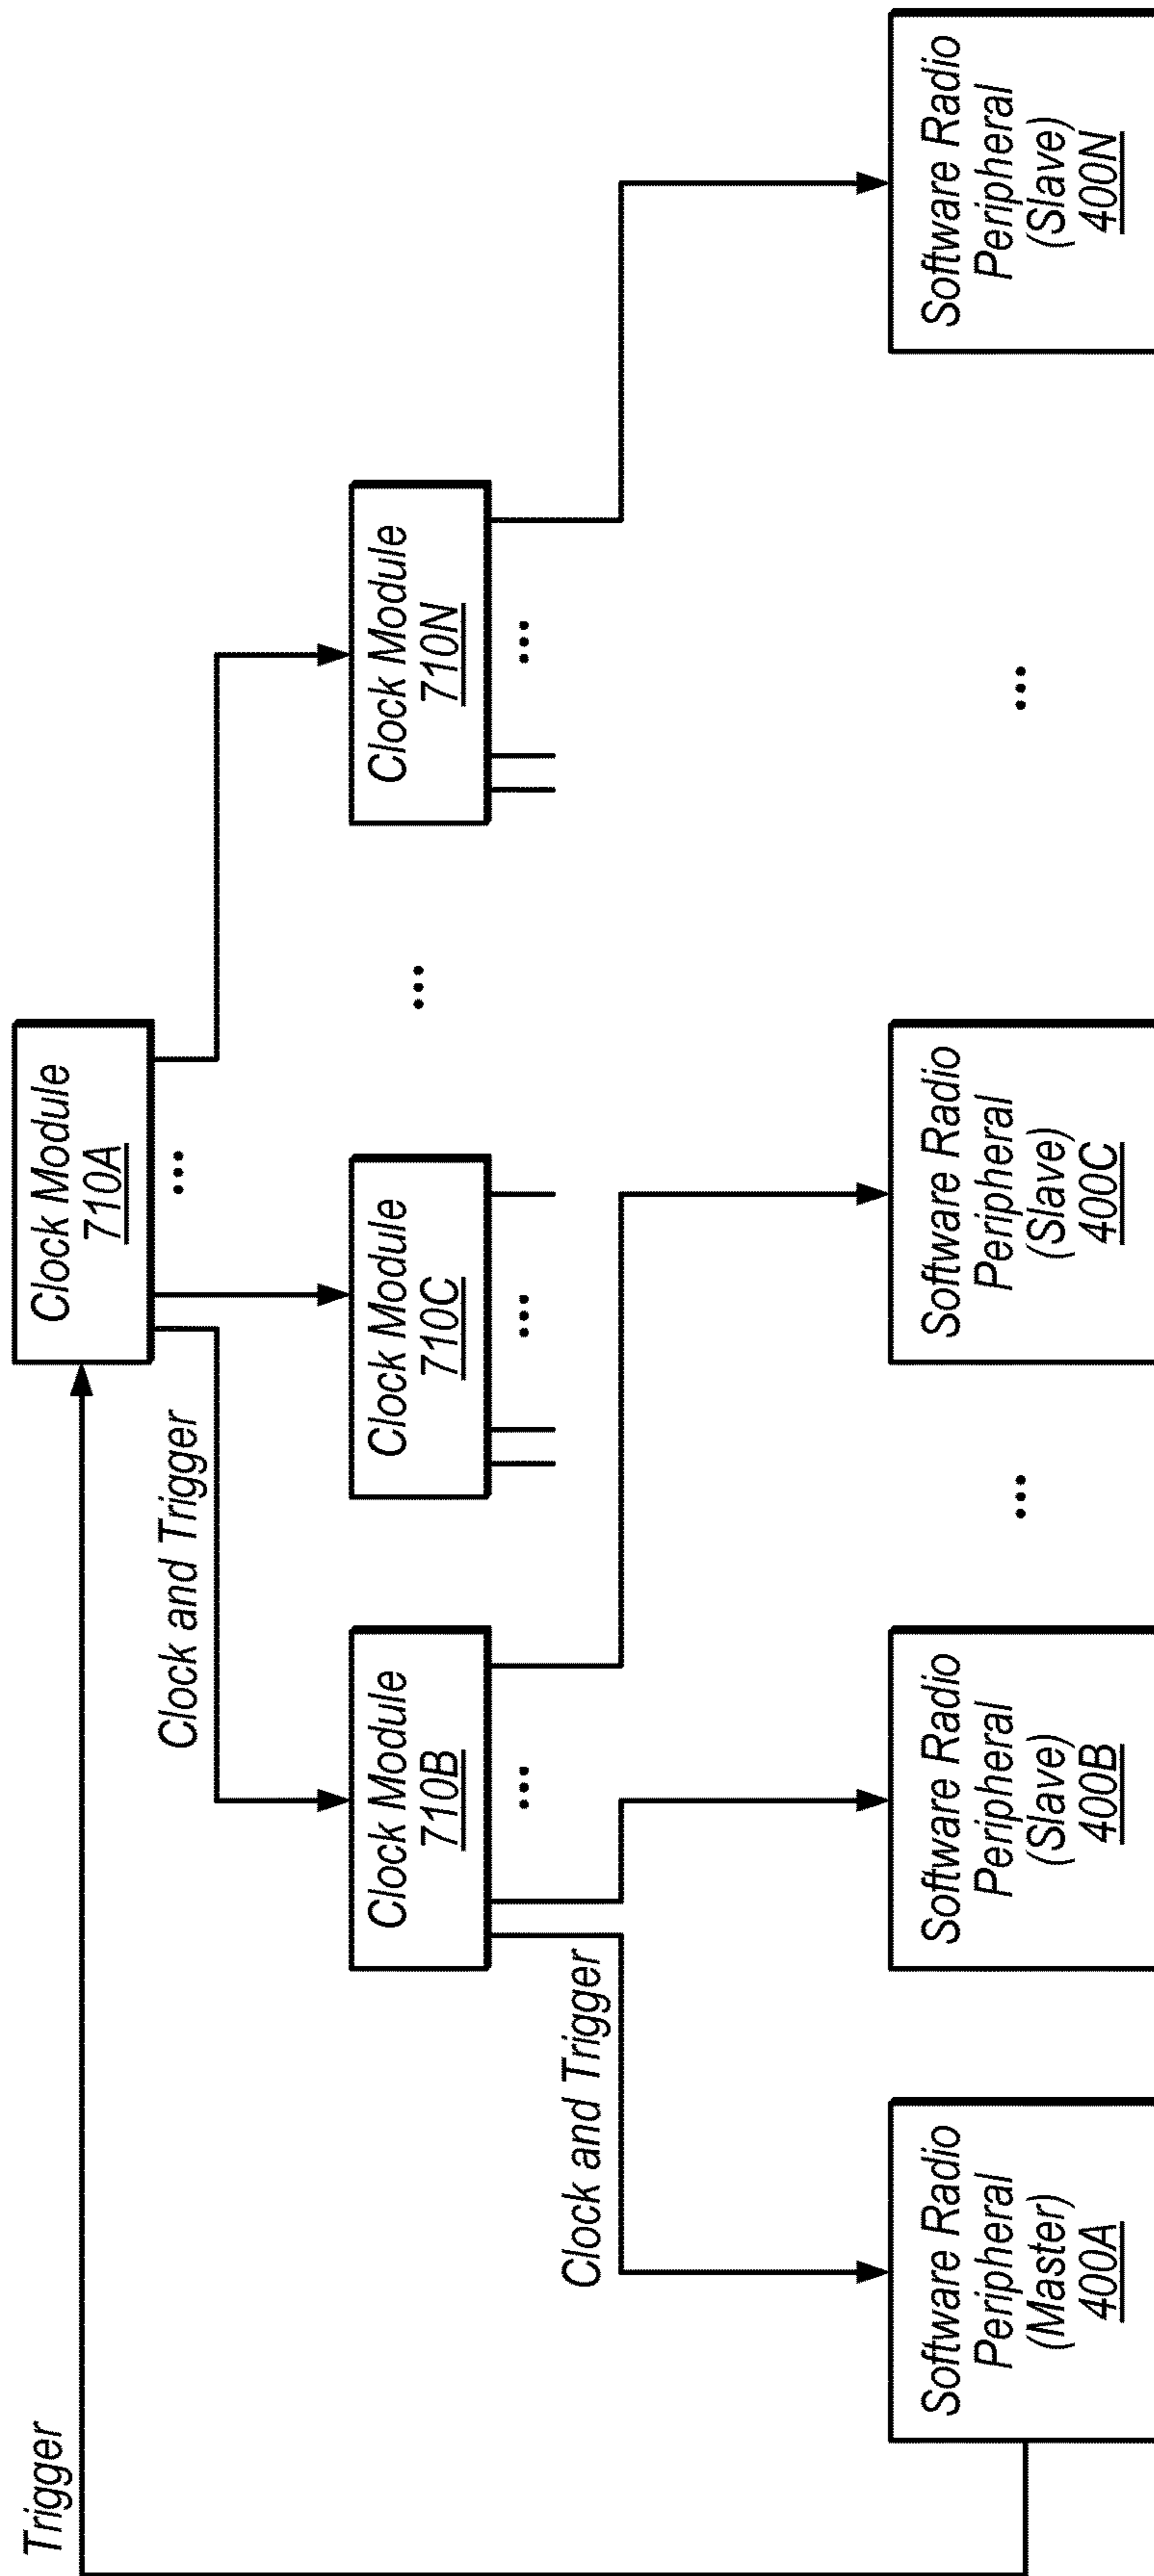 Trigger
Clock Module
710A
...
Clock and Trigger
Clock Module
710B
...
Clock Module
710C
...
...
Clock Module
710N
...
Clock and Trigger
Software Radio
Peripheral
(Master)
400A
Software Radio
Peripheral
(Slave)
400B
...
Software Radio
Peripheral
(Slave)
400C
...
Software Radio
Peripheral
(Slave)
400N